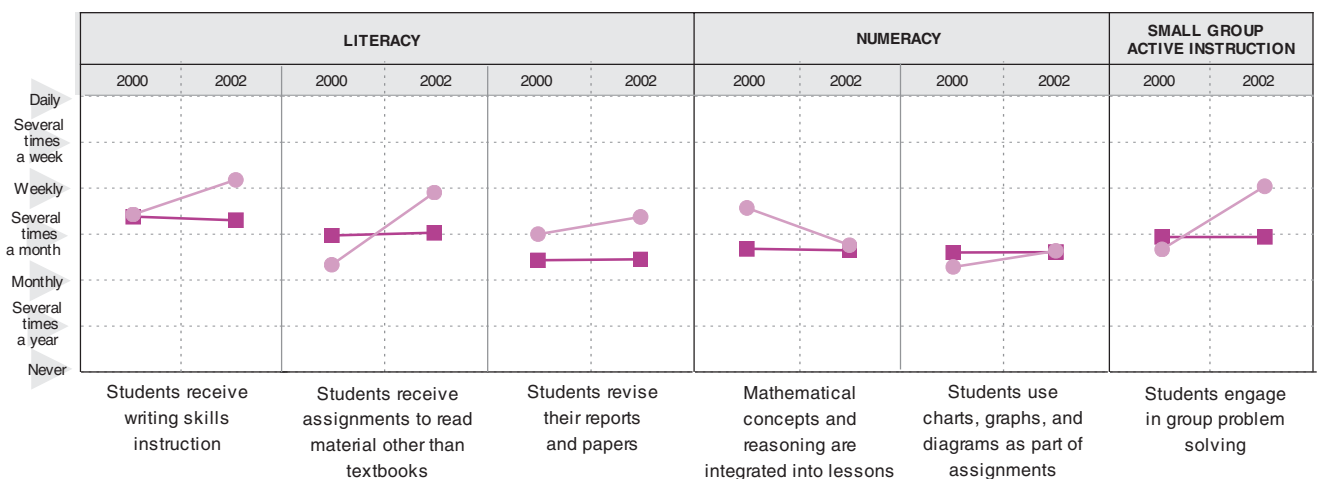 LITERACY
NUMERACY
SMALL GROUP
ACTIVE INSTRUCTION
2000
2002
2000
2002
2000
2002
2000
2002
2000
2002
2000
2002
Daily
Several
times
a week
Weekly
Several
times
a month
Monthly
Several
times
a year
Never
Students receive
writing skills
instruction
Students receive
assignments to read
material other than
textbooks
Students revise
their reports
and papers
Mathematical
concepts and
reasoning are
integrated into lessons
Students use
charts, graphs, and
diagrams as part of
assignments
Students engage
in group problem
solving